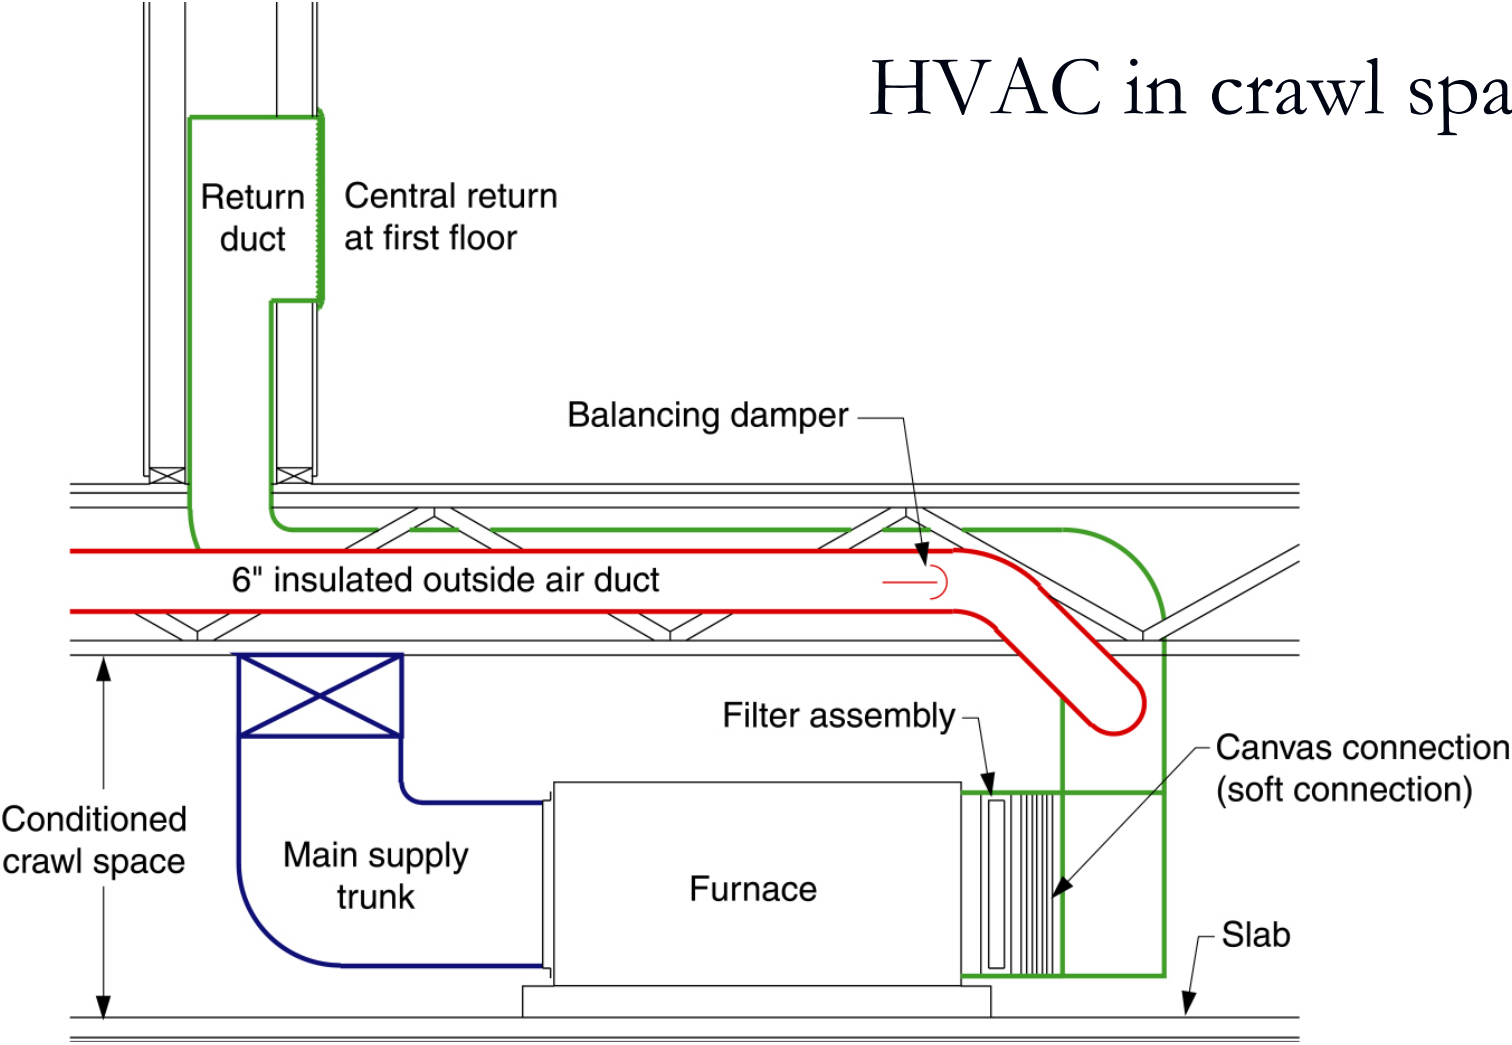 HVAC in crawl spa
Return
duct
Central return
at first floor
Balancing damper
6" insulated outside air duct
Filter assembly
Canvas connection
(soft connection)
Conditioned
crawl space
Main supply
trunk
Furnace
Slab